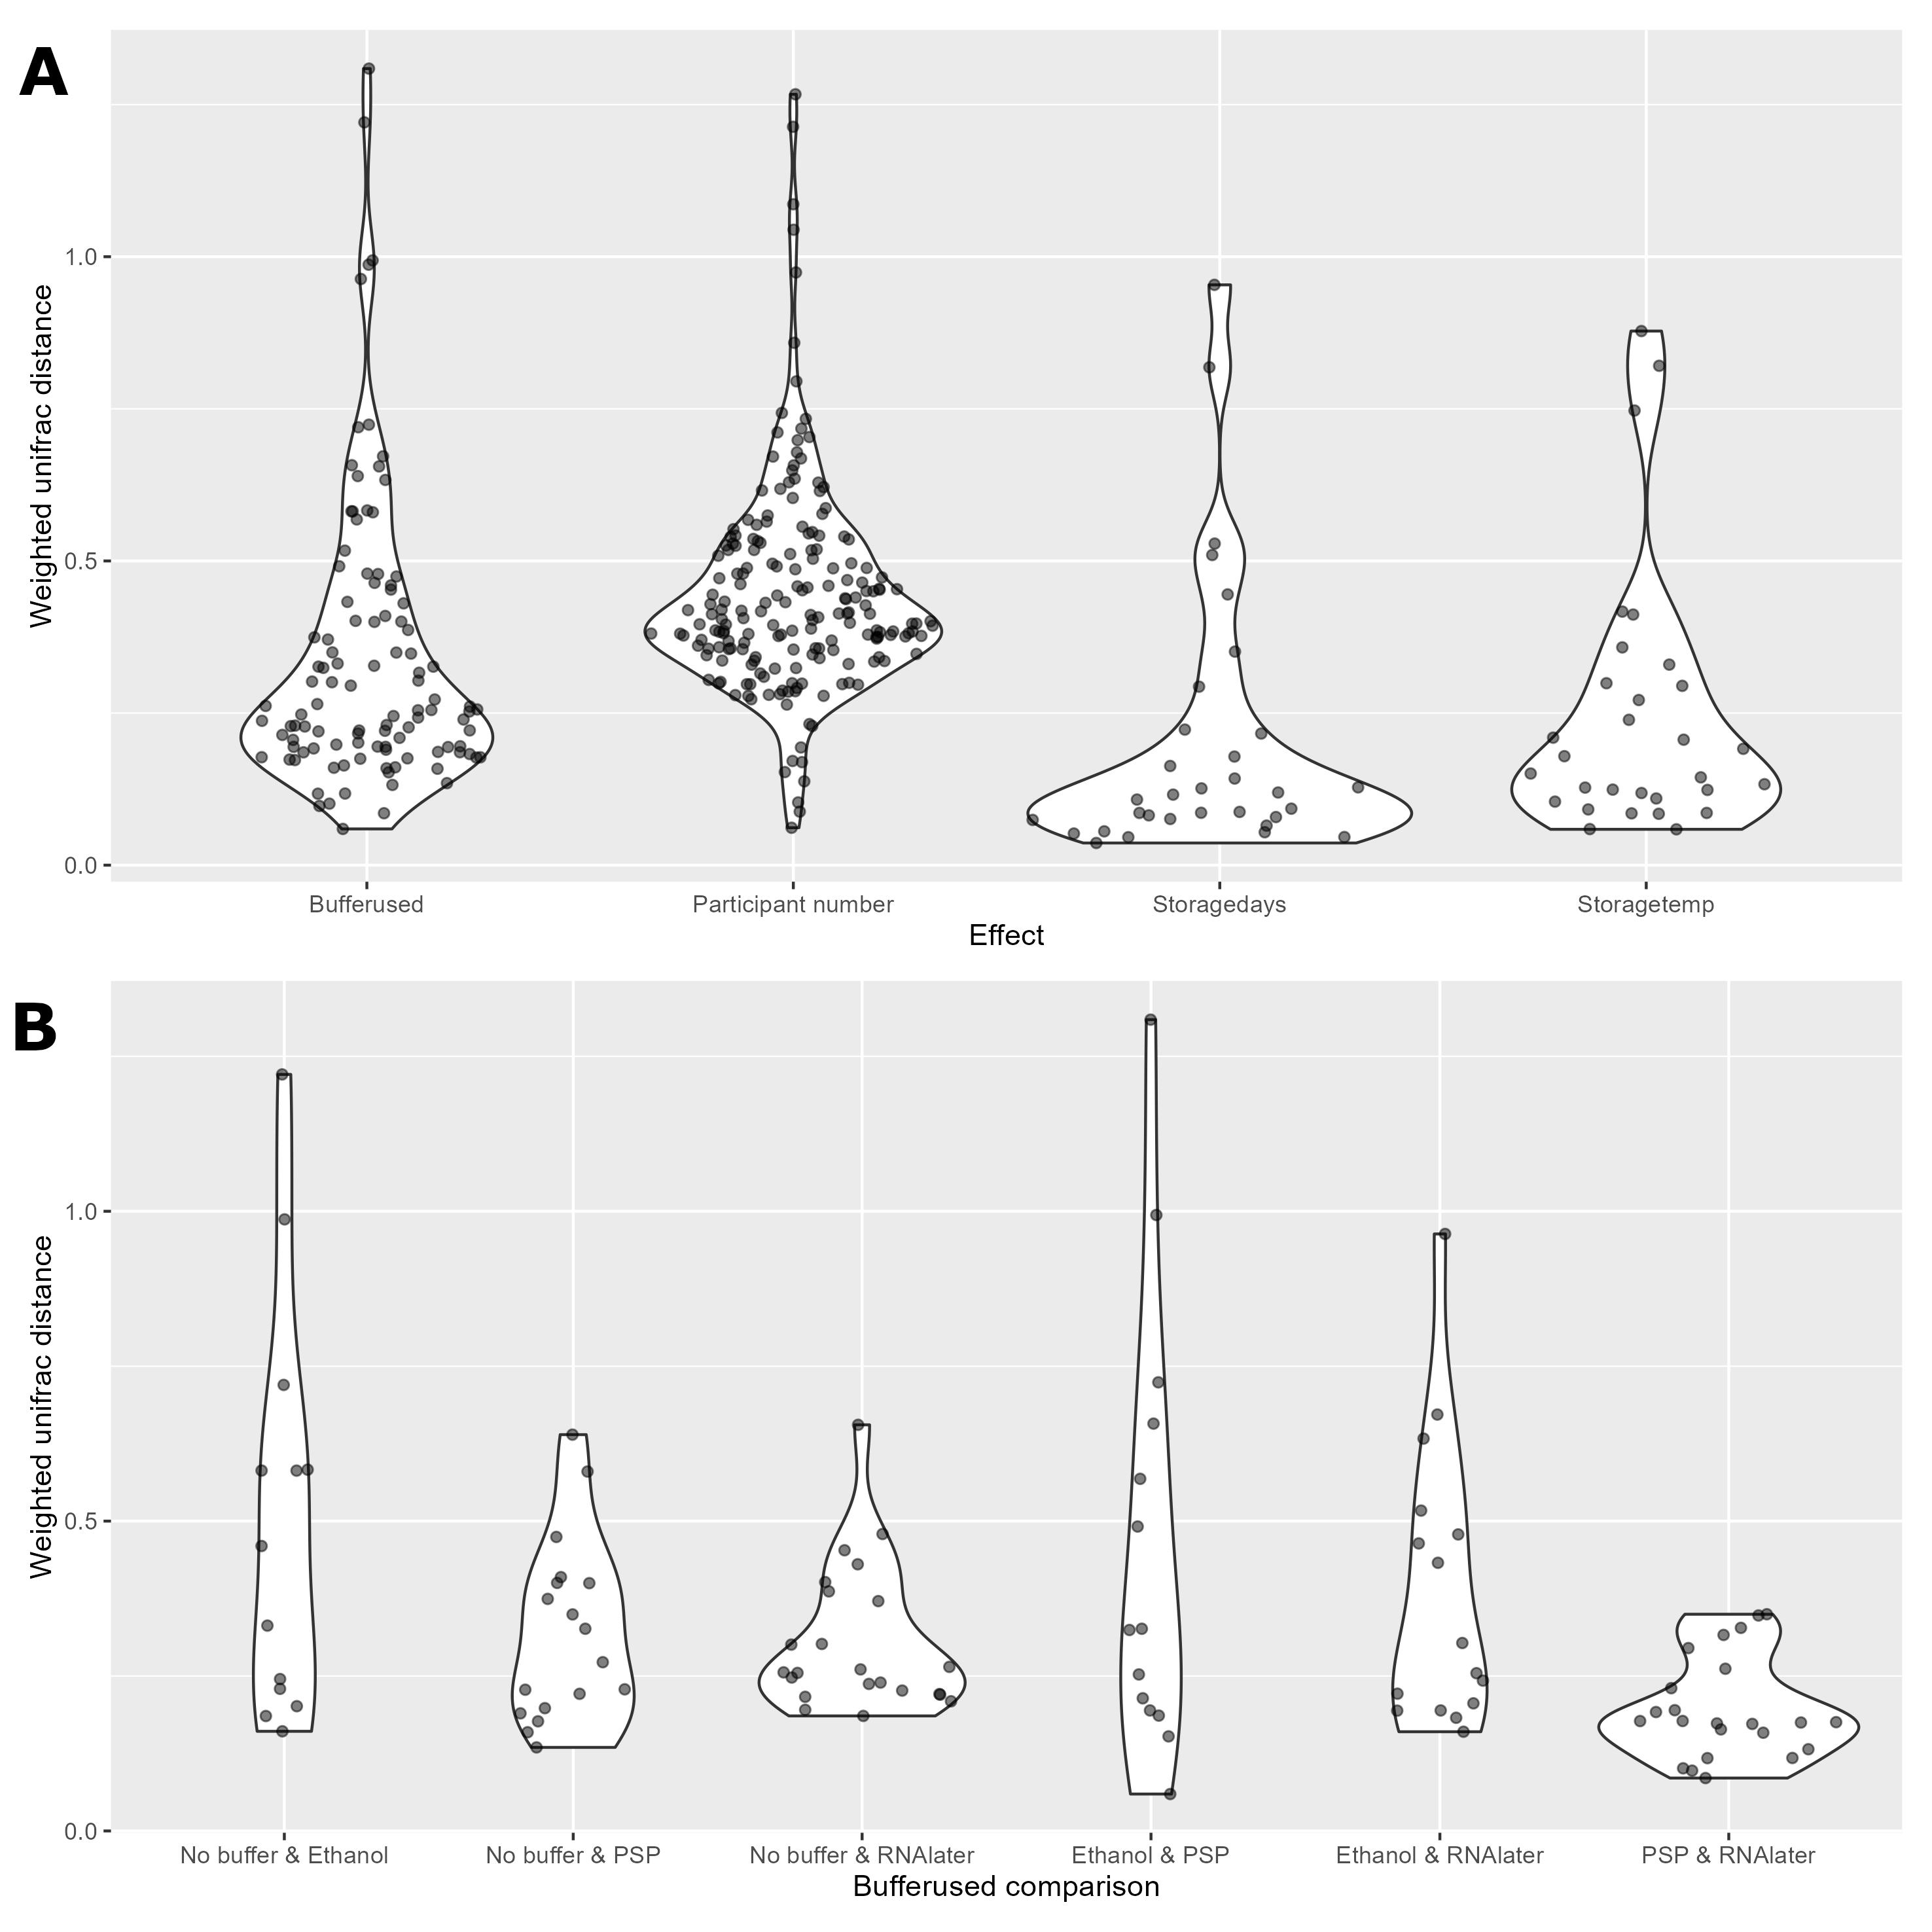 A
Weighted unifrac distance
1.0
0.5
0.0
Bufferused Participant number Storagedays Storagetemp
Effect
B
Weighted unifrac distance
1.0
0.5
0.0
No buffer & Ethanol No buffer & PSP No buffer & RNAlater Ethanol & PSP Ethanol & RNAlater PSP & RNAlater
Bufferused comparison